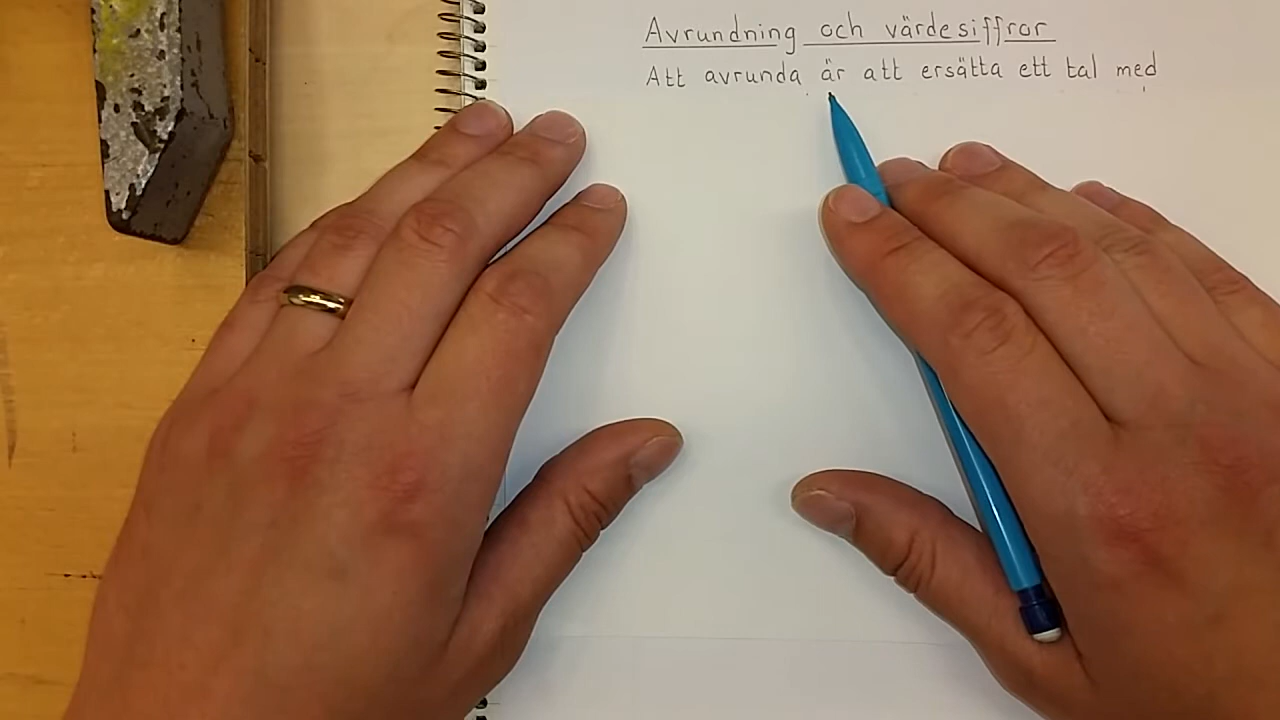 Avrundning och värdesiffror
Att avrunda är att ersätta ett tal med